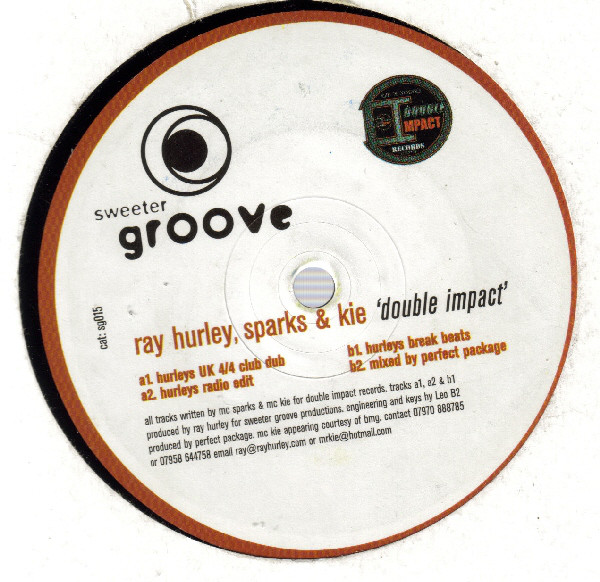 DOUBLE
IMPACT
RECORDS
sweeter
groove
cat: sg015
ray hurley, sparks & kie 'double impact'
a1. hurleys UK 4/4 club dub
a2. hurleys radio edit
b1. hurleys break beats
b2. mixed by perfect package
all tracks written by mc sparks & mc kie for double impact records. tracks a1, a2 & b1
produced by ray hurley for sweeter groove productions. engineering and keys by Leo B2
produced by perfect package. mc kie appearing courtesy of bmg. contact 07970 888785
or 07958 644758 email ray@rayhurley.com or mrkie@hotmail.com